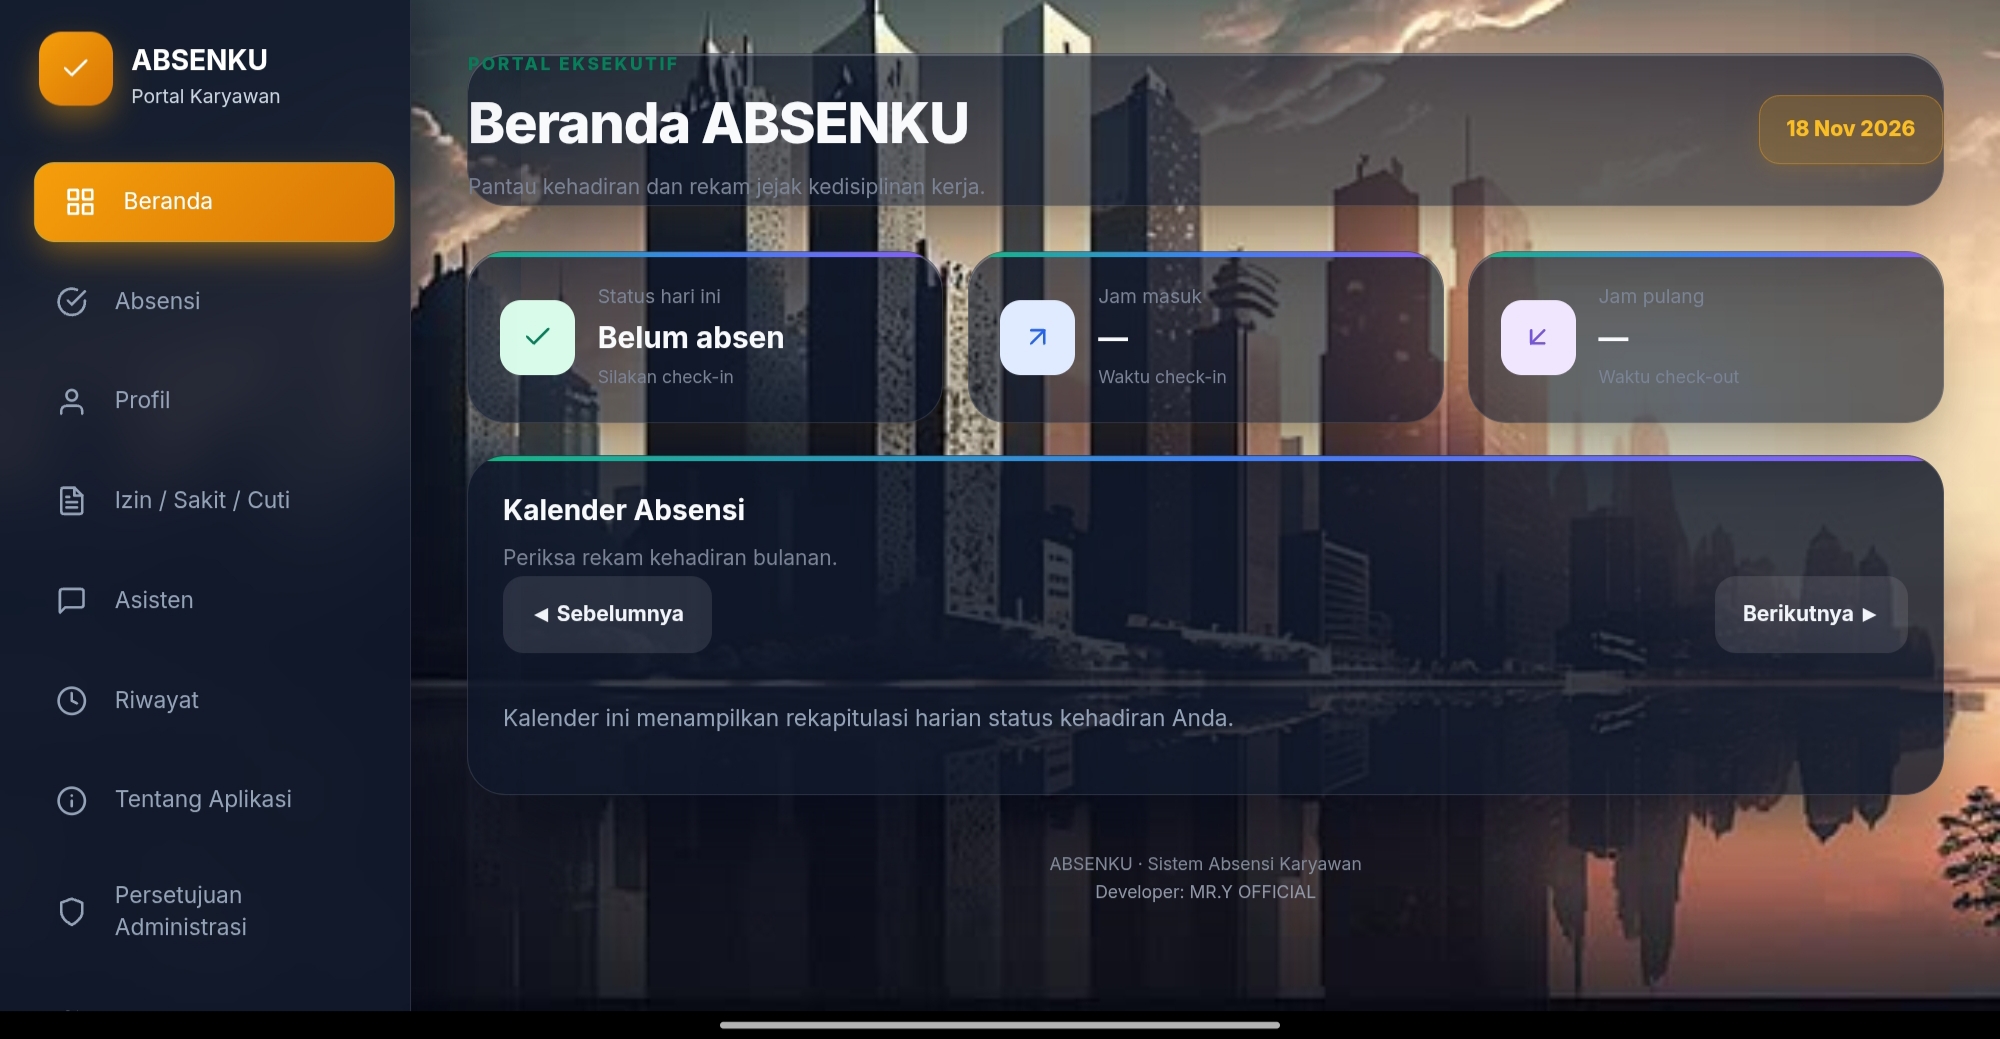 ABSENKU
Portal Karyawan
Beranda
Absensi
Profil
Izin / Sakit / Cuti
Asisten
Riwayat
Tentang Aplikasi
Persetujuan
Administrasi
PORTAL EKSEKUTIF
Beranda ABSENKU
Pantau kehadiran dan rekam jejak kedisiplinan kerja.
18 Nov 2026
Status hari ini
Belum absen
Silakan check-in
Jam masuk
—
Waktu check-in
Jam pulang
—
Waktu check-out
Kalender Absensi
Periksa rekam kehadiran bulanan.
◀ Sebelumnya
Berikutnya ▶
Kalender ini menampilkan rekapitulasi harian status kehadiran Anda.
ABSENKU · Sistem Absensi Karyawan
Developer: MR.Y OFFICIAL